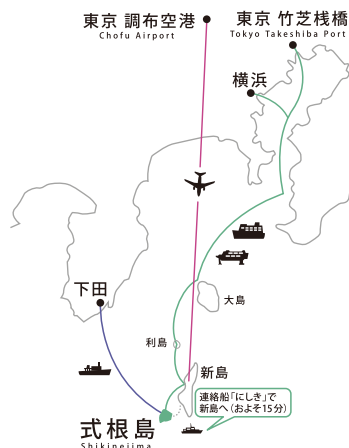 東京 調布空港
Chofu Airport
東京 竹芝桟橋
Tokyo Takeshiba Port
横浜
下田
大島
利島
新島
連絡船「にしき」で
新島へ（およそ15分）
式根島
Shikinejima